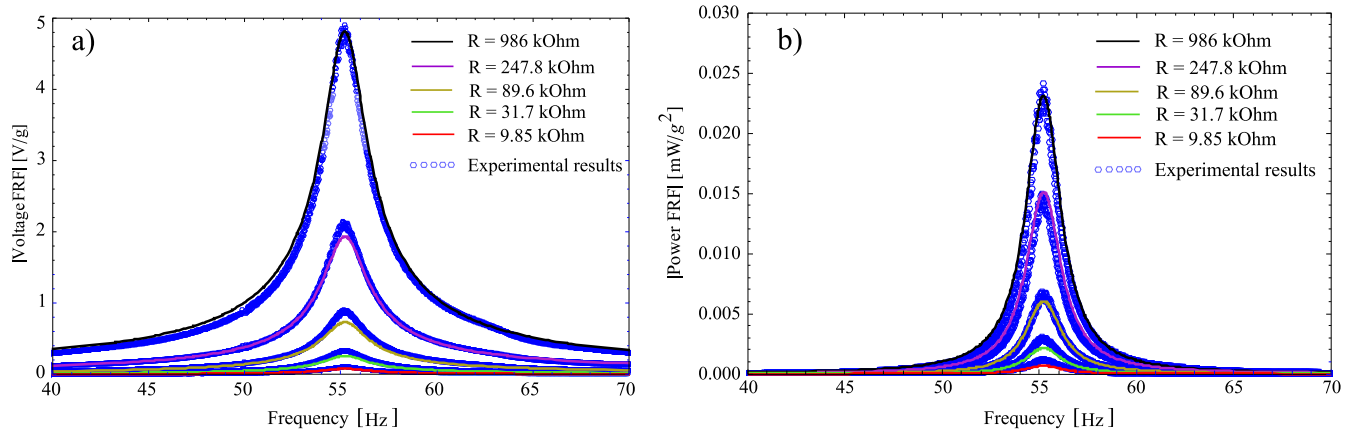 a)
R = 986 kOhm
R = 247.8 kOhm
R = 89.6 kOhm
R = 31.7 kOhm
R = 9.85 kOhm
Experimental results
|VoltageFRF| [V/g]
5
4
3
2
1
0
40
45
50
55
60
65
70
Frequency [Hz]
b)
R = 986 kOhm
R = 247.8 kOhm
R = 89.6 kOhm
R = 31.7 kOhm
R = 9.85 kOhm
Experimental results
|Power FRF| [mW/g²]
0.030
0.025
0.020
0.015
0.010
0.005
0.000
40
45
50
55
60
65
70
Frequency [Hz]